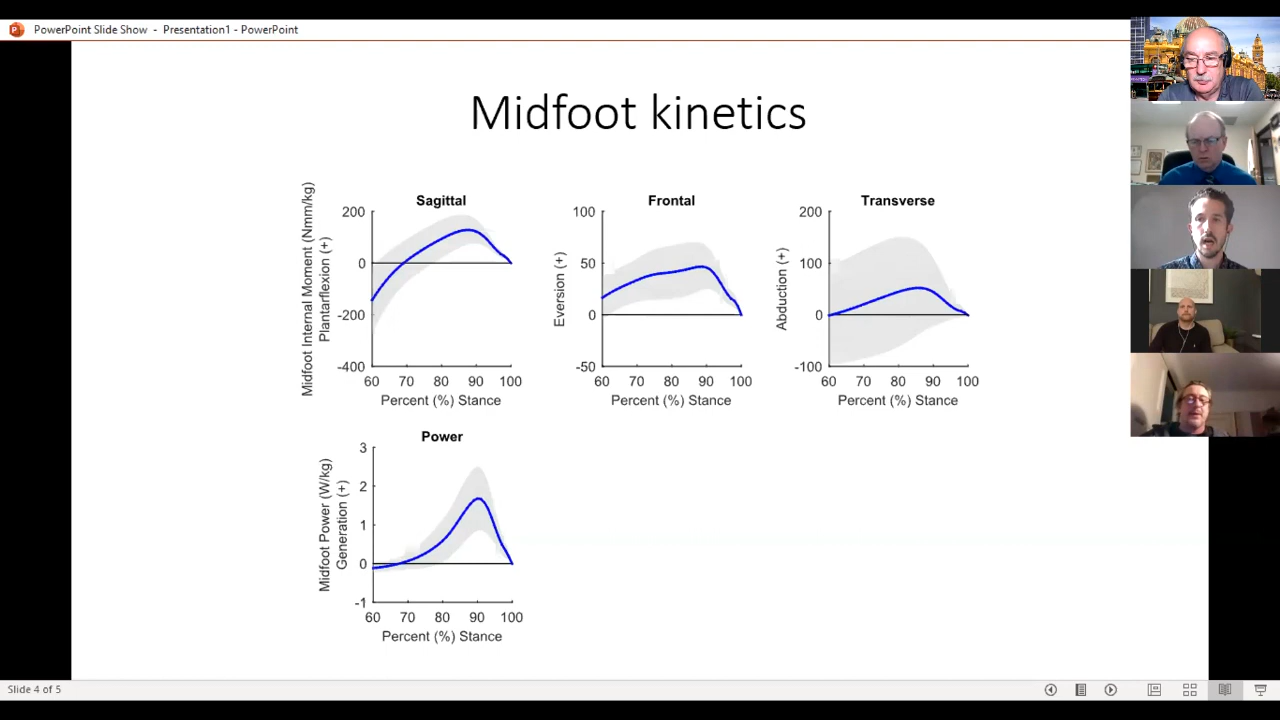 PowerPoint Slide Show - Presentation1 - PowerPoint
Midfoot kinetics
Midfoot Internal Moment (Nmm/kg)
Plantarflexion (+)
Sagittal
200
0
-200
-400
60 70 80 90 100
Percent (%) Stance
Eversion (+)
Frontal
100
50
0
-50
60 70 80 90 100
Percent (%) Stance
Abduction (+)
Transverse
200
100
0
-100
60 70 80 90 100
Percent (%) Stance
Midfoot Power (W/kg)
Generation (+)
Power
3
2
1
0
-1
60 70 80 90 100
Percent (%) Stance
Slide 4 of 5